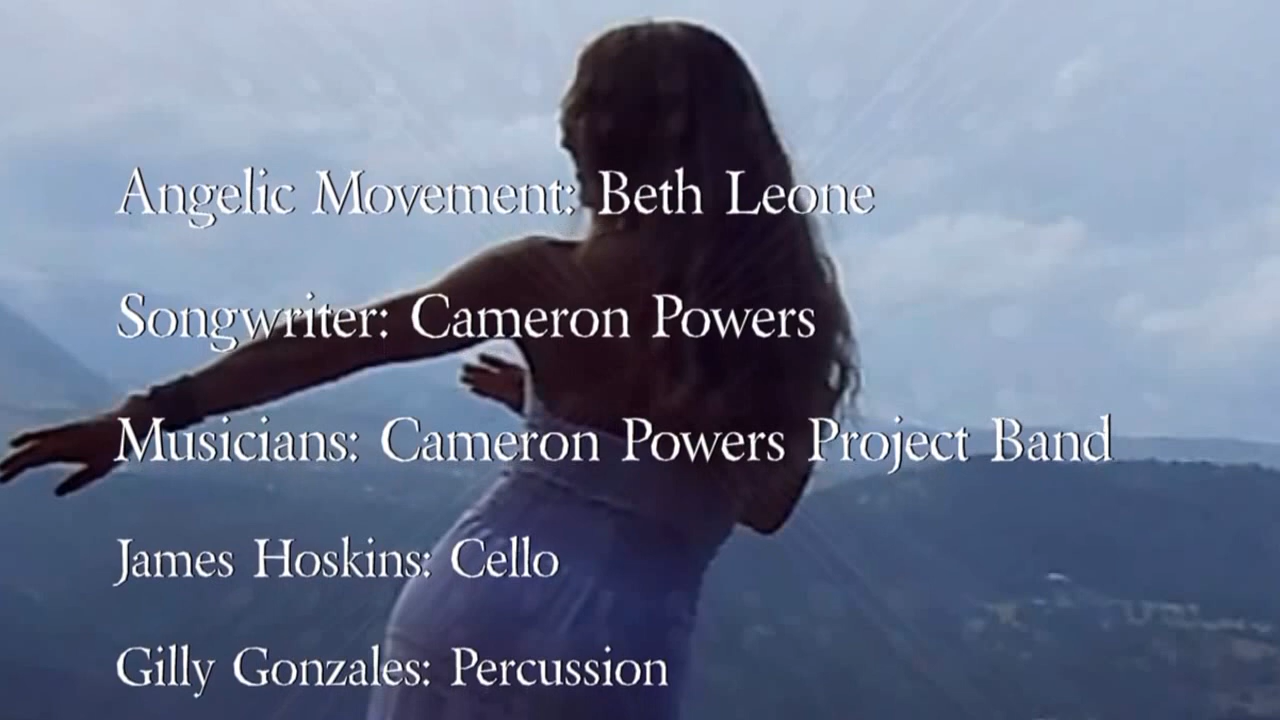 Angelic Movement: Beth Leone
Songwriter: Cameron Powers
Musicians: Cameron Powers Project Band
James Hoskins: Cello
Gilly Gonzales: Percussion